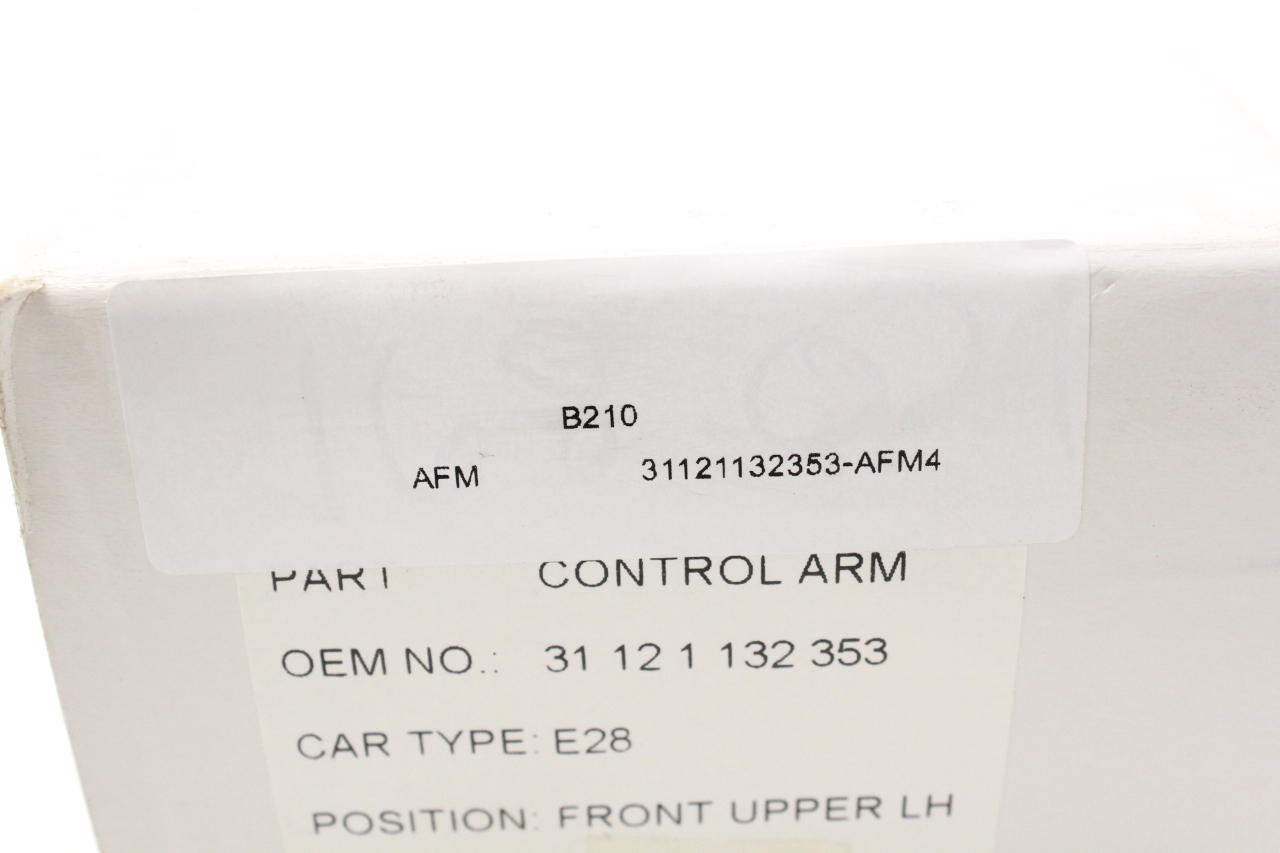 B210
AFM 31121132353-AFM4
PART CONTROL ARM
OEM NO.: 31 12 1 132 353
CAR TYPE: E28
POSITION: FRONT UPPER LH